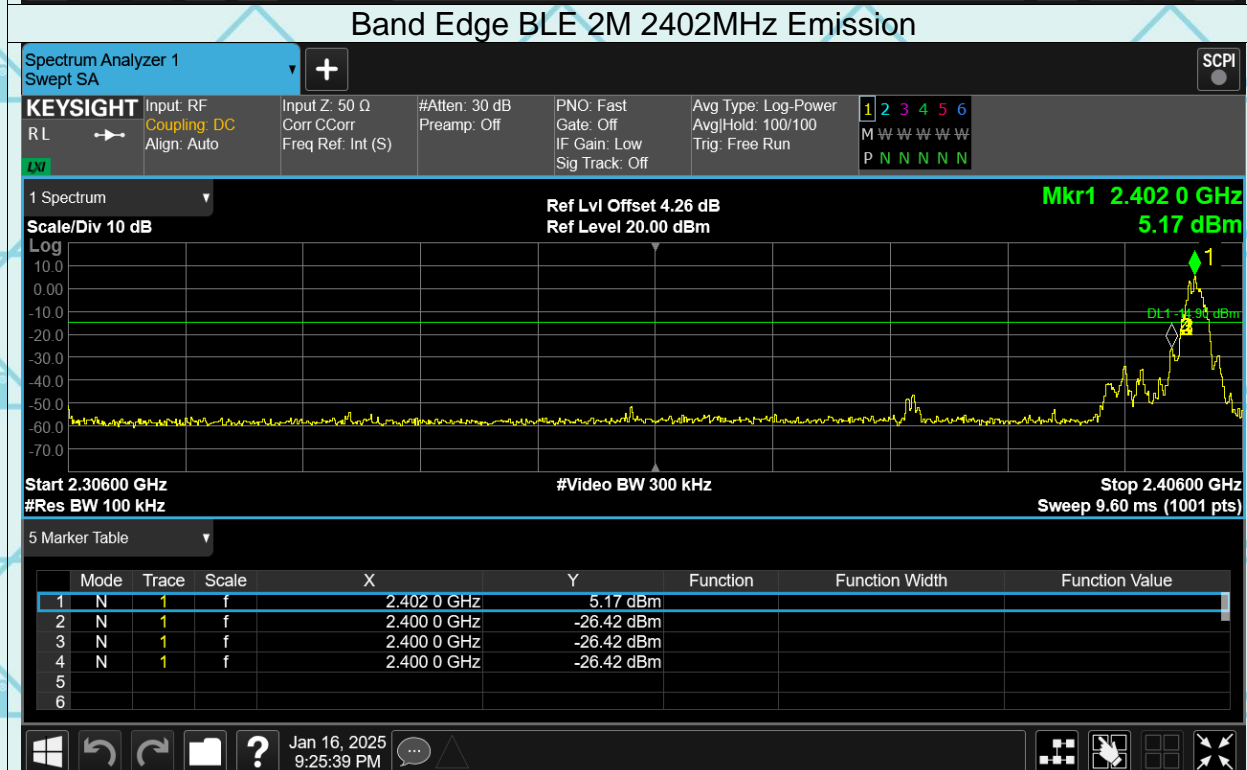 Band Edge BLE 2M 2402MHz Emission
Spectrum Analyzer 1
Swept SA
+
SCPI
KEYSIGHT Input: RF Input Z: 50 Ω #Atten: 30 dB PNO: Fast Avg Type: Log-Power 1 2 3 4 5 6
RL Coupling: DC Corr CCorr Preamp: Off Gate: Off Avg|Hold: 100/100 M W W W W W
Align: Auto Freq Ref: Int (S) IF Gain: Low Trig: Free Run P N N N N N
LXI Sig Track: Off
1 Spectrum Mkr1 2.402 0 GHz
Ref Lvl Offset 4.26 dB 5.17 dBm
Scale/Div 10 dB Ref Level 20.00 dBm
Log
1
10.0
0.00
-10.0
DL1 -14.90 dBm
-20.0
-30.0
-40.0
-50.0
-60.0
-70.0
Start 2.30600 GHz #Video BW 300 kHz Stop 2.40600 GHz
#Res BW 100 kHz Sweep 9.60 ms (1001 pts)
5 Marker Table
Mode Trace Scale X Y Function Function Width Function Value
1 N 1 f 2.402 0 GHz 5.17 dBm
2 N 1 f 2.400 0 GHz -26.42 dBm
3 N 1 f 2.400 0 GHz -26.42 dBm
4 N 1 f 2.400 0 GHz -26.42 dBm
5
6
? Jan 16, 2025
9:25:39 PM